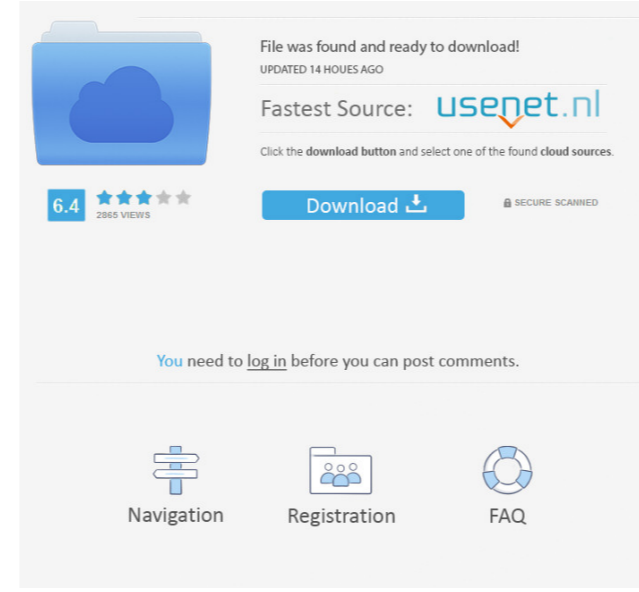 File was found and ready to download!
UPDATED 14 HOUES AGO
Fastest Source: usenet.nl
Click the download button and select one of the found cloud sources.
6.4
2865 VIEWS
Download
SECURE SCANNED
You need to log in before you can post comments.
Navigation
Registration
FAQ